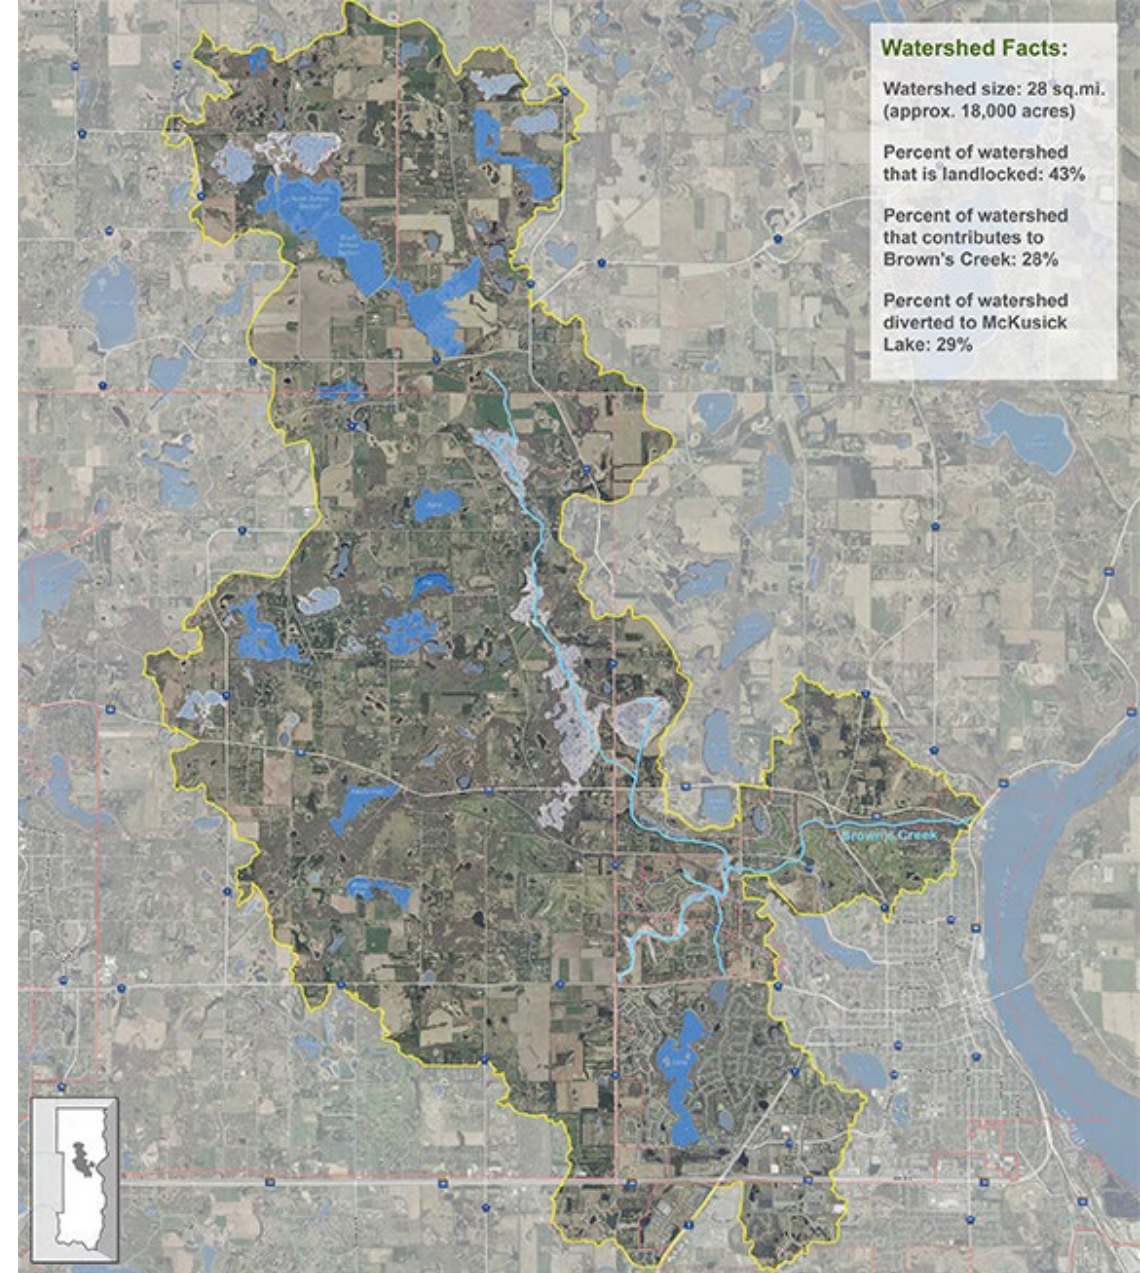 Watershed Facts:
Watershed size: 28 sq.mi.
(approx. 18,000 acres)
Percent of watershed
that is landlocked: 43%
Percent of watershed
that contributes to
Brown's Creek: 28%
Percent of watershed
diverted to McKusick
Lake: 29%
Brown's Creek